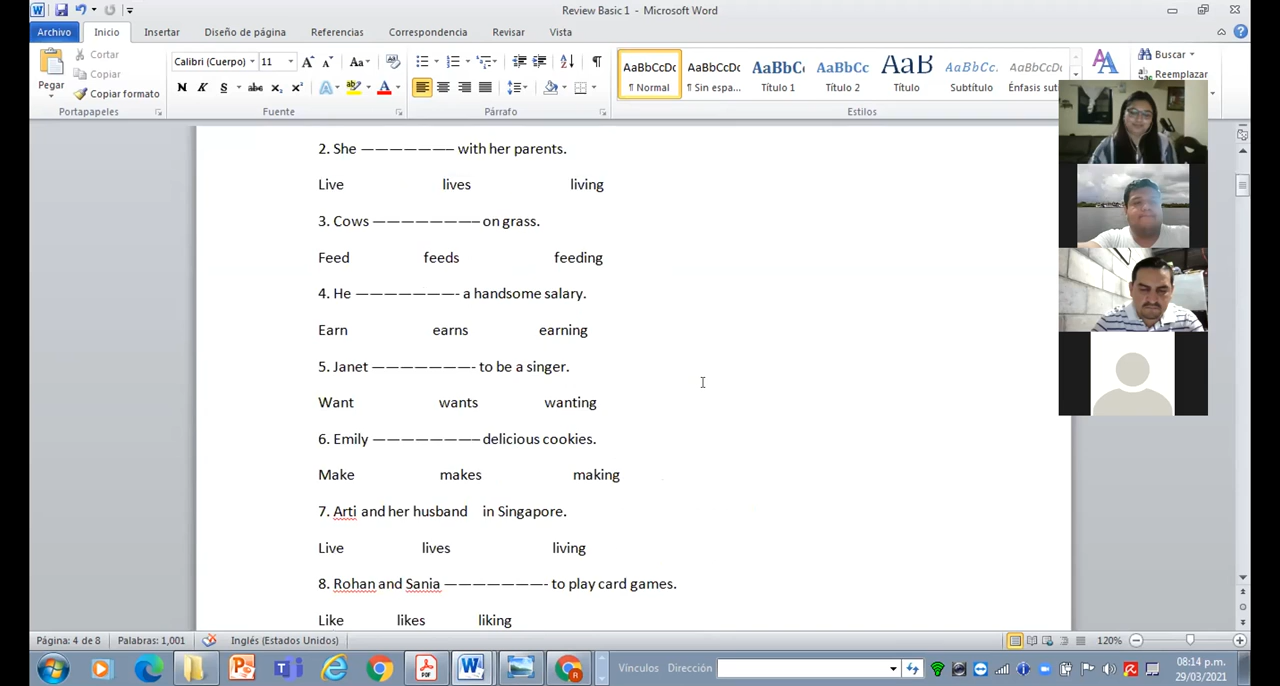 Review Basic 1 - Microsoft Word
Archivo Inicio Insertar Diseño de página Referencias Correspondencia Revisar Vista
Pegar Cortar Copiar Copiar formato
Portapapeles
Calibri (Cuerpo) 11
N K S abc x₂ x²
Fuente
Párrafo
AaBbCcDc AaBbCcDc AaBbC AaBbCc AaB AaBbCc. AaBbCcDc
¶ Normal ¶ Sin espa... Título 1 Título 2 Título Subtítulo Énfasis sut
Estilos
Buscar
Reemplazar
2. She ——————– with her parents.
Live lives living
3. Cows ———————– on grass.
Feed feeds feeding
4. He ——————- a handsome salary.
Earn earns earning
5. Janet ——————- to be a singer.
Want wants wanting
6. Emily ———————– delicious cookies.
Make makes making
7. Arti and her husband in Singapore.
Live lives living
8. Rohan and Sania ——————- to play card games.
Like likes liking
Página: 4 de 8 Palabras: 1,001 Inglés (Estados Unidos) 120%
Vínculos Dirección
08:14 p.m.
29/03/2021